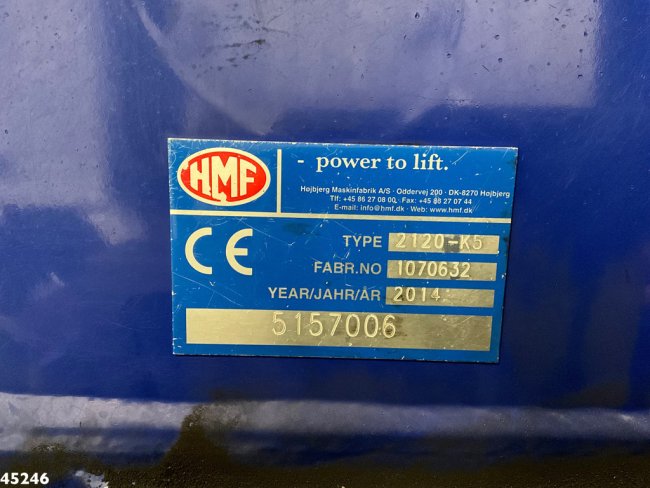 HMF
- power to lift.
Højbjerg Maskinfabrik A/S · Oddervej 200 · DK-8270 Højbjerg
Tlf: +45 86 27 08 00 · Fax: +45 86 27 07 44
E-mail: info@hmf.dk · Web: www.hmf.dk
CE
TYPE 2120-K5
FABR.NO 1070632
YEAR/JAHR/ÅR 2014
5157006
45246